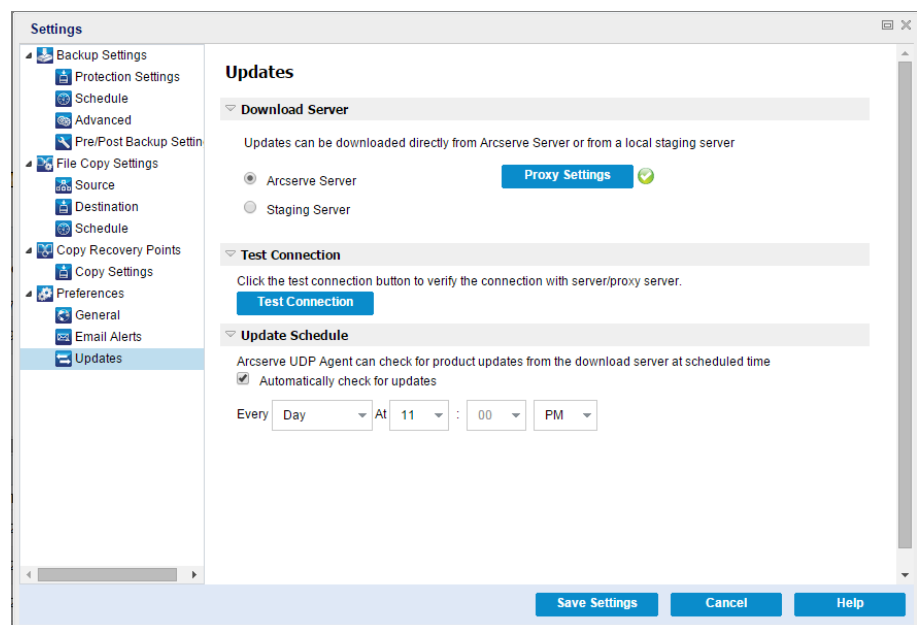 Settings
Backup Settings
Protection Settings
Schedule
Advanced
Pre/Post Backup Settin
File Copy Settings
Source
Destination
Schedule
Copy Recovery Points
Copy Settings
Preferences
General
Email Alerts
Updates
Updates
Download Server
Updates can be downloaded directly from Arcserve Server or from a local staging server
Arcserve Server
Proxy Settings
Staging Server
Test Connection
Click the test connection button to verify the connection with server/proxy server.
Test Connection
Update Schedule
Arcserve UDP Agent can check for product updates from the download server at scheduled time
Automatically check for updates
Every Day At 11 : 00 PM
Save Settings Cancel Help